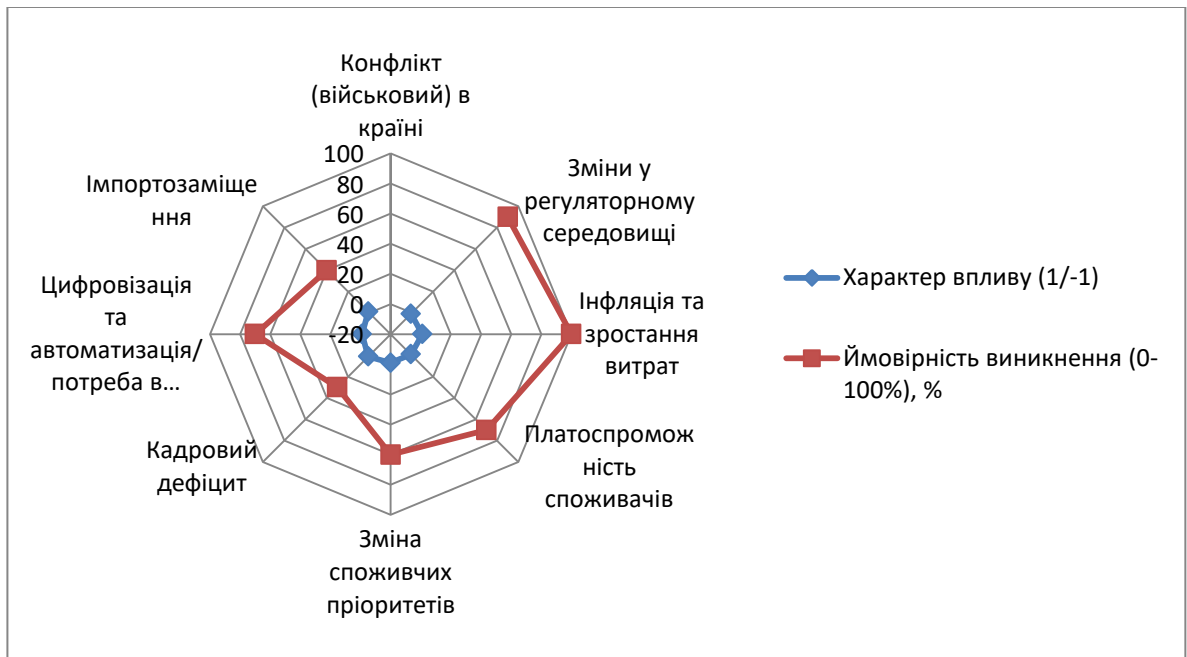 Конфлікт
(військовий) в
країні
Зміни у
регуляторному
середовищі
Інфляція та
зростання
витрат
Платоспромож
ність
споживачів
Зміна
споживчих
пріоритетів
Кадровий
дефіцит
Цифровізація
та
автоматизація/
потреба в...
Імпортозаміще
ння
100
80
60
40
20
0
-20
Характер впливу (1/-1)
Ймовірність виникнення (0-
100%), %